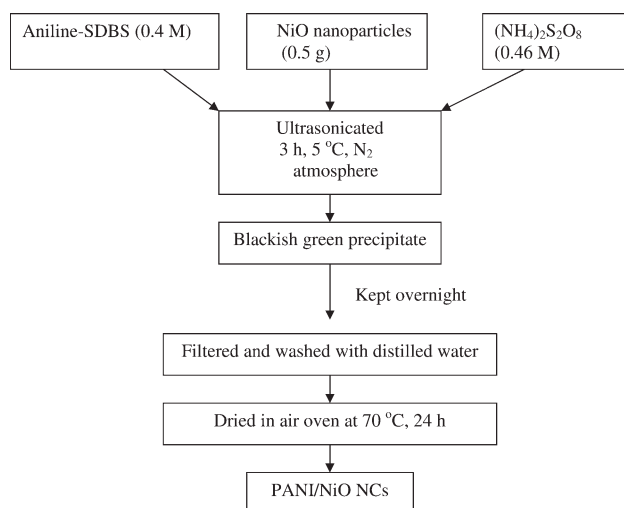 Aniline-SDBS (0.4 M)
NiO nanoparticles
(0.5 g)
(NH4)2S2O8
(0.46 M)
Ultrasonicated
3 h, 5 °C, N2
atmosphere
Blackish green precipitate
Kept overnight
Filtered and washed with distilled water
Dried in air oven at 70 °C, 24 h
PANI/NiO NCs